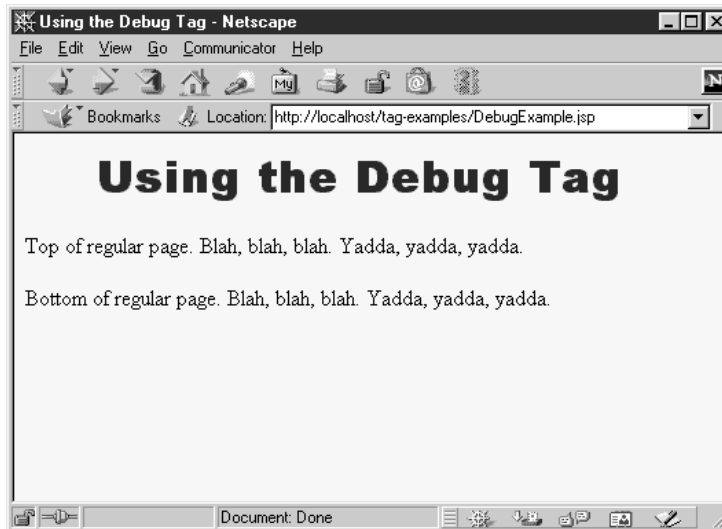 Using the Debug Tag - Netscape
File Edit View Go Communicator Help
My
N
Bookmarks Location: http://localhost/tag-examples/DebugExample.jsp
Using the Debug Tag
Top of regular page. Blah, blah, blah. Yadda, yadda, yadda.
Bottom of regular page. Blah, blah, blah. Yadda, yadda, yadda.
Document: Done